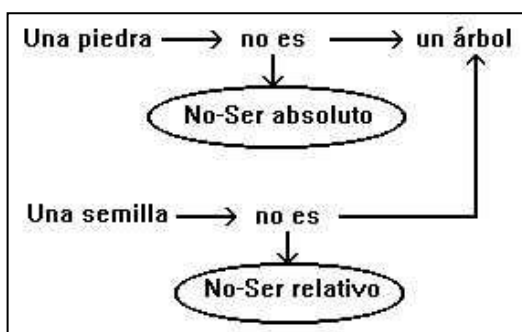 Una piedra no es un árbol
No-Ser absoluto
Una semilla no es
No-Ser relativo